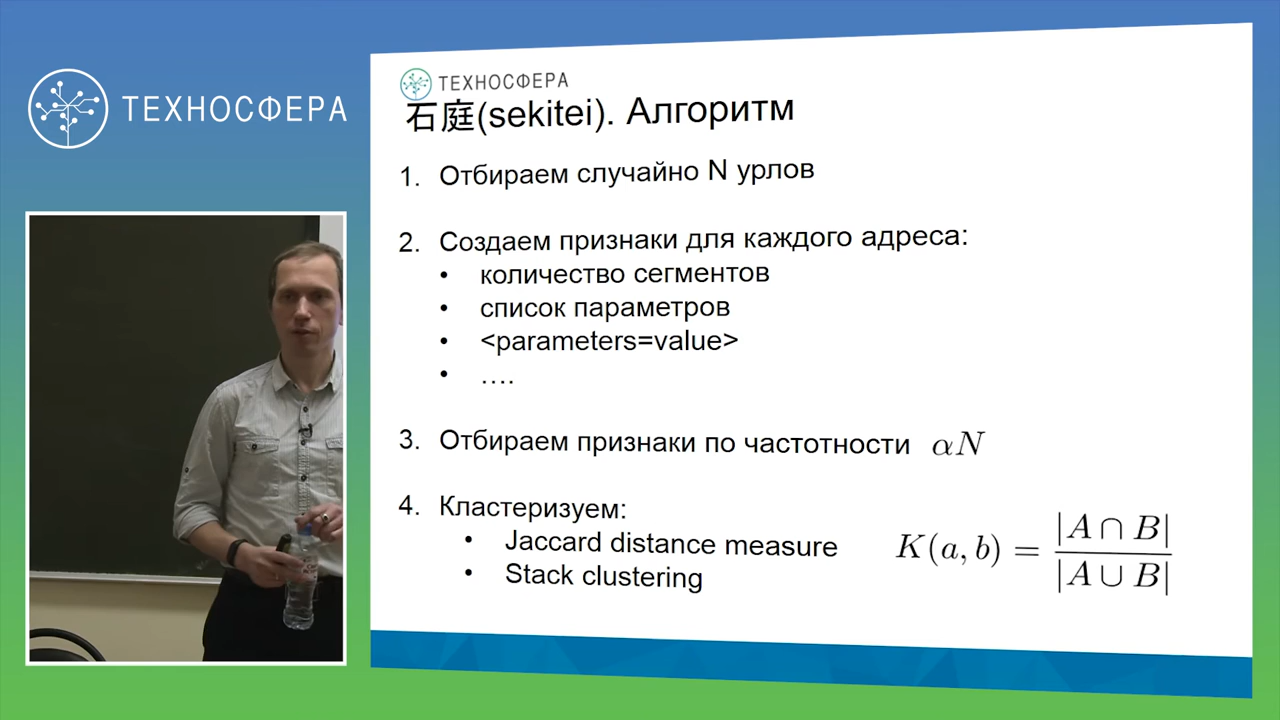 ТЕХНОСФЕРА
ТЕХНОСФЕРА
石庭(sekitei). Алгоритм
1. Отбираем случайно N урлов
2. Создаем признаки для каждого адреса:
• количество сегментов
• список параметров
• <parameters=value>
• ....
3. Отбираем признаки по частотности αN
4. Кластеризуем:
• Jaccard distance measure
• Stack clustering
K(a, b) = |A ∩ B| / |A ∪ B|